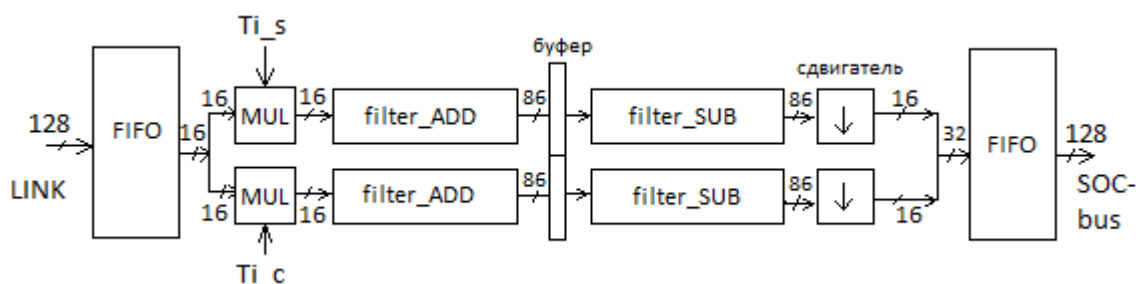 Ti_s
буфер
сдвигатель
128
LINK
FIFO
16
16
MUL
16
filter_ADD
86
filter_SUB
86
↓
16
32
FIFO
128
SOC-
bus
16
MUL
16
filter_ADD
86
filter_SUB
86
↓
16
Ti_c